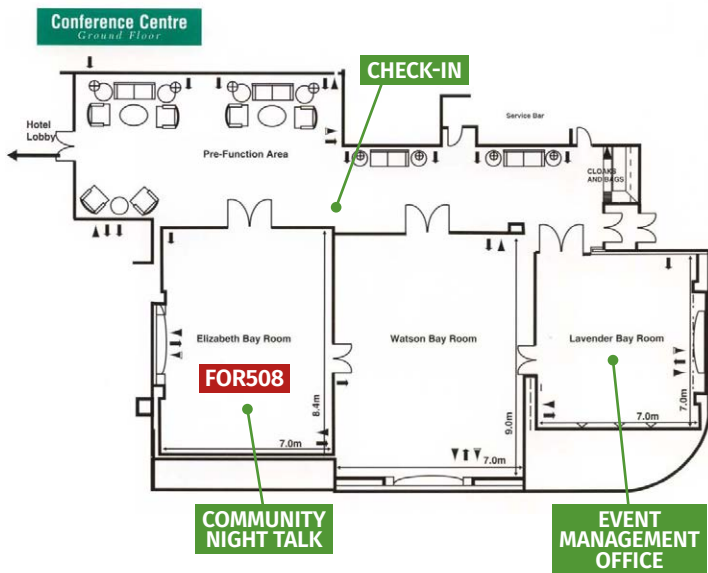 Conference Centre
Ground Floor
CHECK-IN
Hotel
Lobby
Service Bar
Pre-Function Area
CLOAKS
AND BAGS
Elizabeth Bay Room
Watson Bay Room
Lavender Bay Room
FOR508
8.4m
7.0m
9.0m
7.0m
7.0m
7.0m
COMMUNITY
NIGHT TALK
EVENT
MANAGEMENT
OFFICE